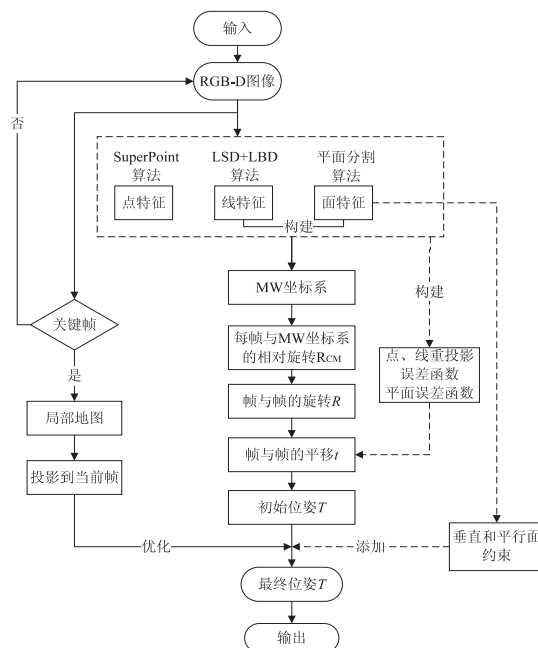 输入
RGB-D图像
否
SuperPoint
算法
点特征
LSD+LBD
算法
线特征
平面分割
算法
面特征
构建
MW坐标系
构建
关键帧
每帧与MW坐标系
的相对旋转RCM
点、线重投影
误差函数
平面误差函数
是
帧与帧的旋转R
局部地图
帧与帧的平移t
投影到当前帧
初始位姿T
垂直和平行面
约束
优化
添加
最终位姿T
输出